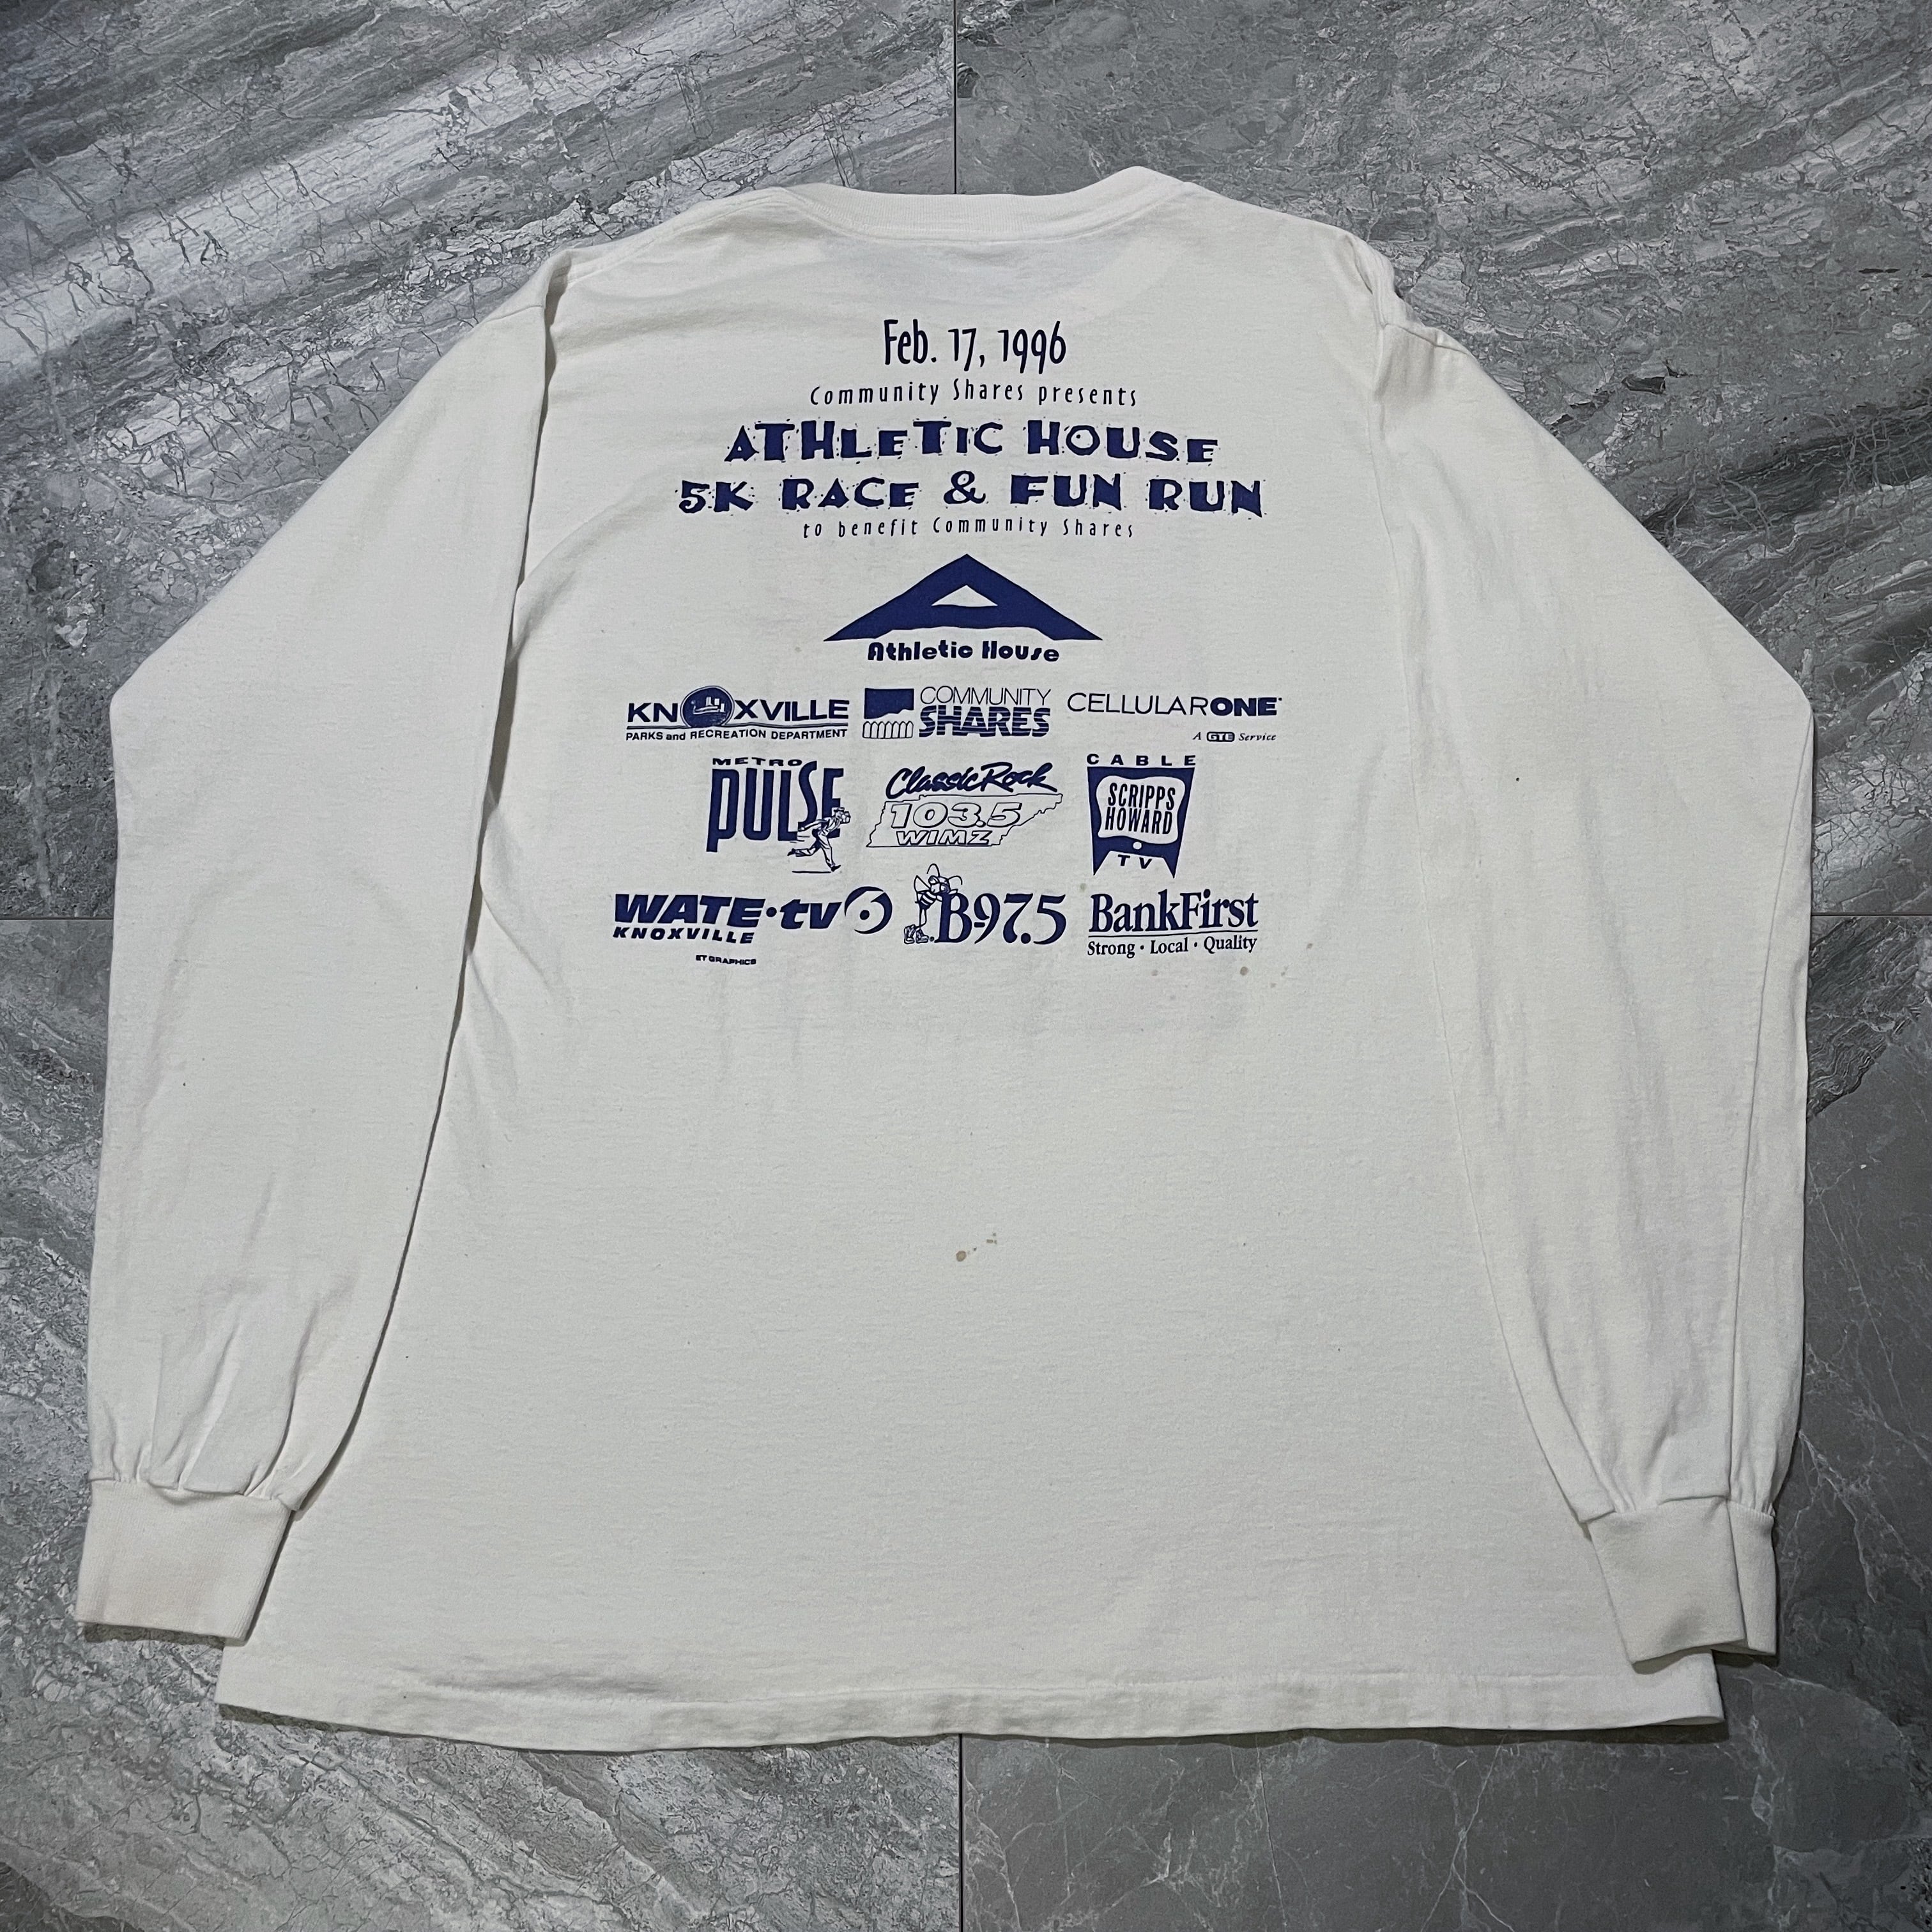 Feb. 17, 1996
Community Shares presents
ATHLETIC HOUSE
5K RACE & FUN RUN
to benefit Community Shares
Athletic House
KNOXVILLE
PARKS and RECREATION DEPARTMENT
COMMUNITY
SHARES
CELLULARONE
A GTE Service
METRO
PULSE
Classic Rock
103.5
WIMZ
CABLE
SCRIPPS
HOWARD
TV
WATE•tv 6
KNOXVILLE
B97.5
BankFirst
Strong • Local • Quality
ET GRAPHICS